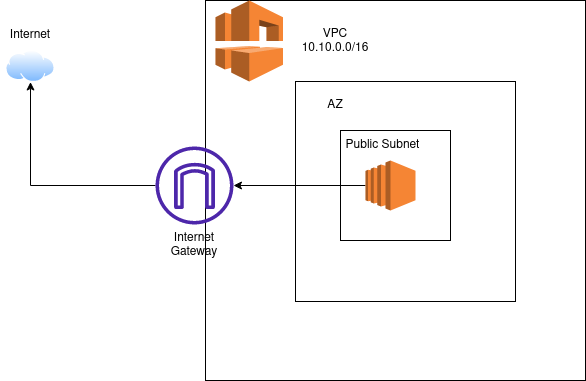 Internet
VPC
10.10.0.0/16
AZ
Public Subnet
Internet
Gateway